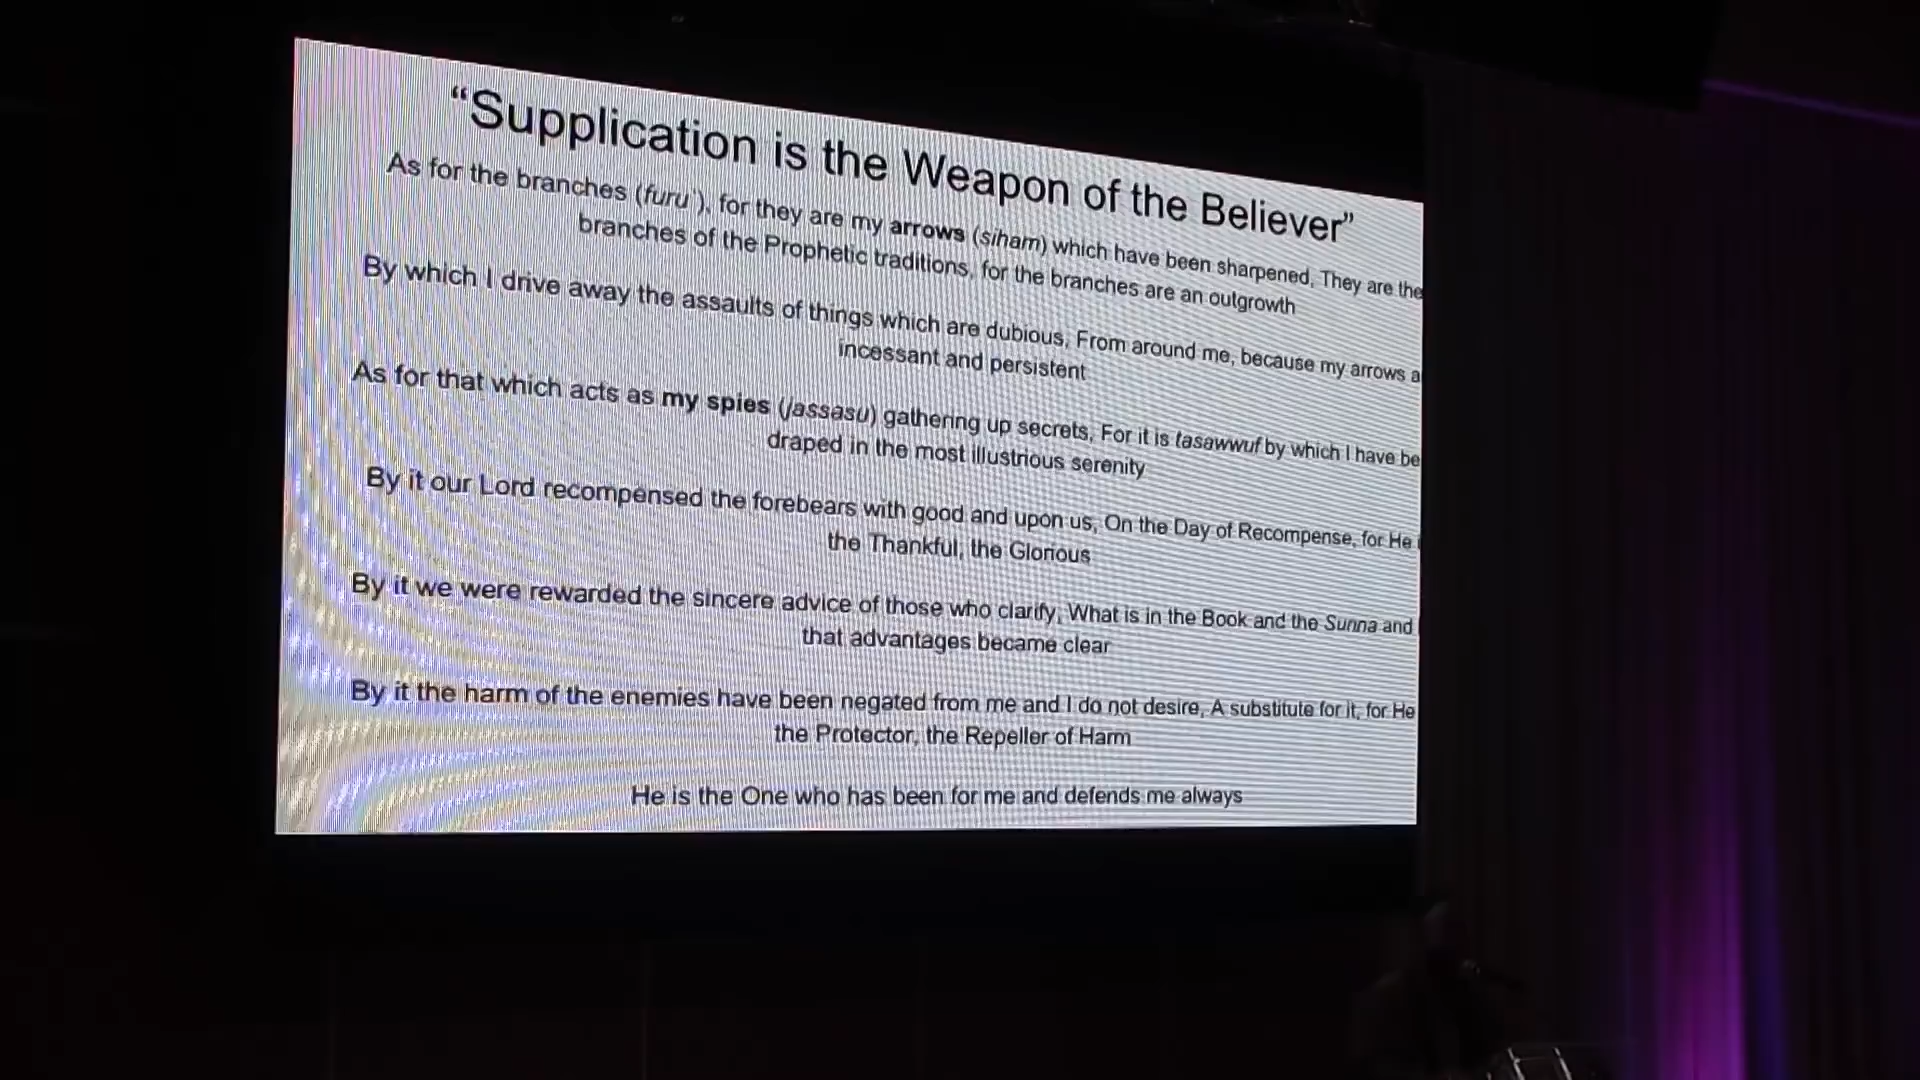 “Supplication is the Weapon of the Believer”
As for the branches (furu'), for they are my arrows (siham) which have been sharpened, They are the
branches of the Prophetic traditions, for the branches are an outgrowth
By which I drive away the assaults of things which are dubious, From around me, because my arrows a
incessant and persistent
As for that which acts as my spies (jassasu) gathering up secrets, For it is tasawwuf by which I have be
draped in the most illustrious serenity
By it our Lord recompensed the forebears with good and upon us, On the Day of Recompense, for He i
the Thankful, the Glorious
By it we were rewarded the sincere advice of those who clarify, What is in the Book and the Sunna and
that advantages became clear
By it the harm of the enemies have been negated from me and I do not desire, A substitute for it, for He
the Protector, the Repeller of Harm
He is the One who has been for me and defends me always